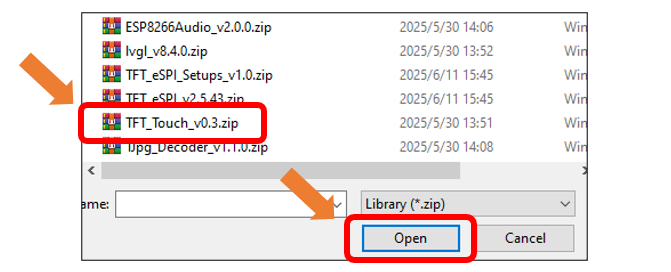 ESP8266Audio_v2.0.0.zip 2025/5/30 14:06 Win
lvgl_v8.4.0.zip 2025/5/30 13:52 Win
TFT_eSPI_Setups_v1.0.zip 2025/6/11 15:45 Win
TFT_eSPI_v2.5.43.zip 2025/6/11 15:45 Win
TFT_Touch_v0.3.zip 2025/5/30 13:51 Win
TJpg_Decoder_v1.1.0.zip 2025/5/30 14:08 Win
ame: Library (*.zip)
Open Cancel